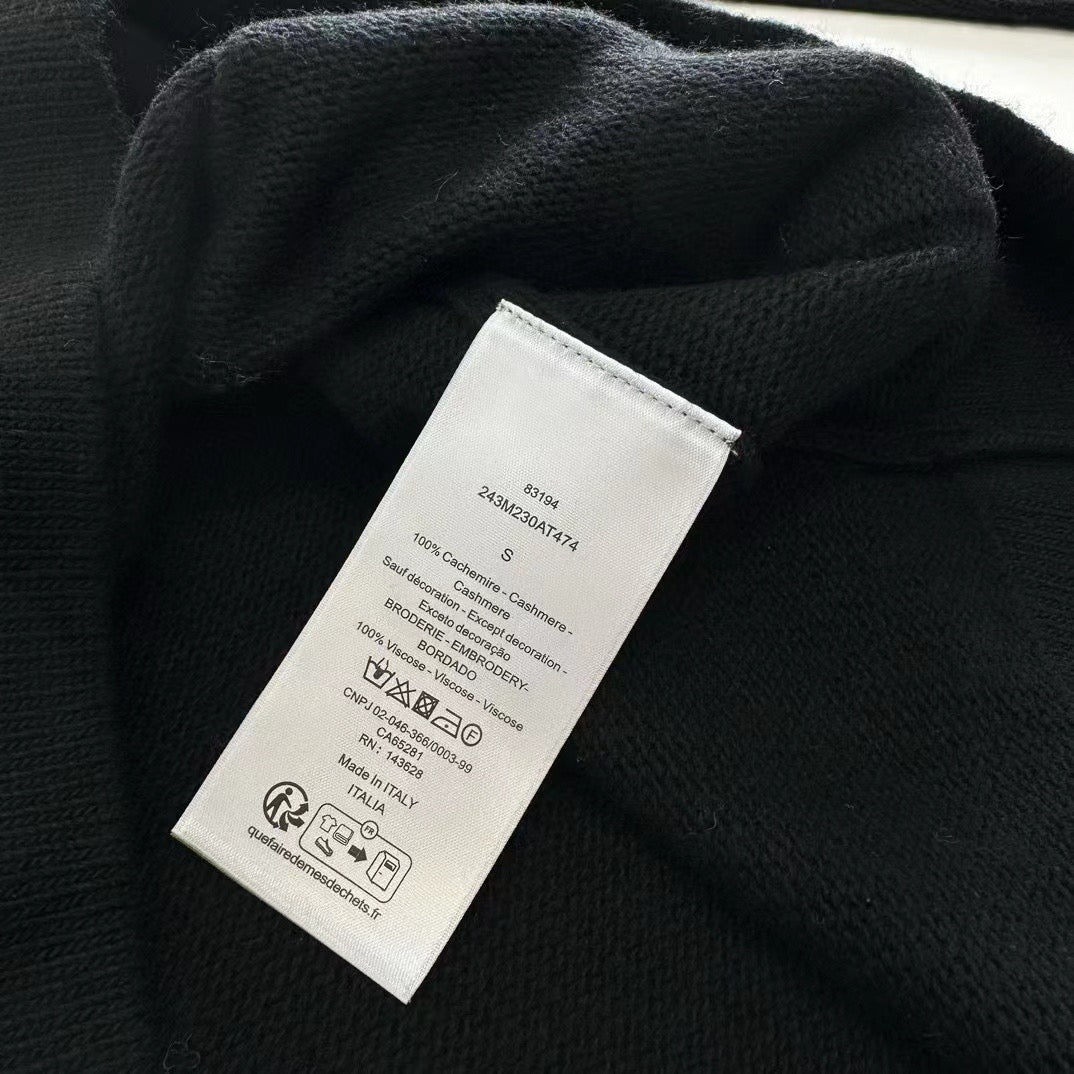 83194
243M230AT474
S
100% Cachemire - Cashmere -
Cashmere
Sauf décoration - Except decoration -
Exceto decoração
BRODERIE - EMBRODERY-
BORDADO
100% Viscose - Viscose - Viscose
F
CNPJ 02-046-366/0003-99
CA65281
RN: 143628
Made In ITALY
ITALIA
FR
quefairedemesdechets.fr